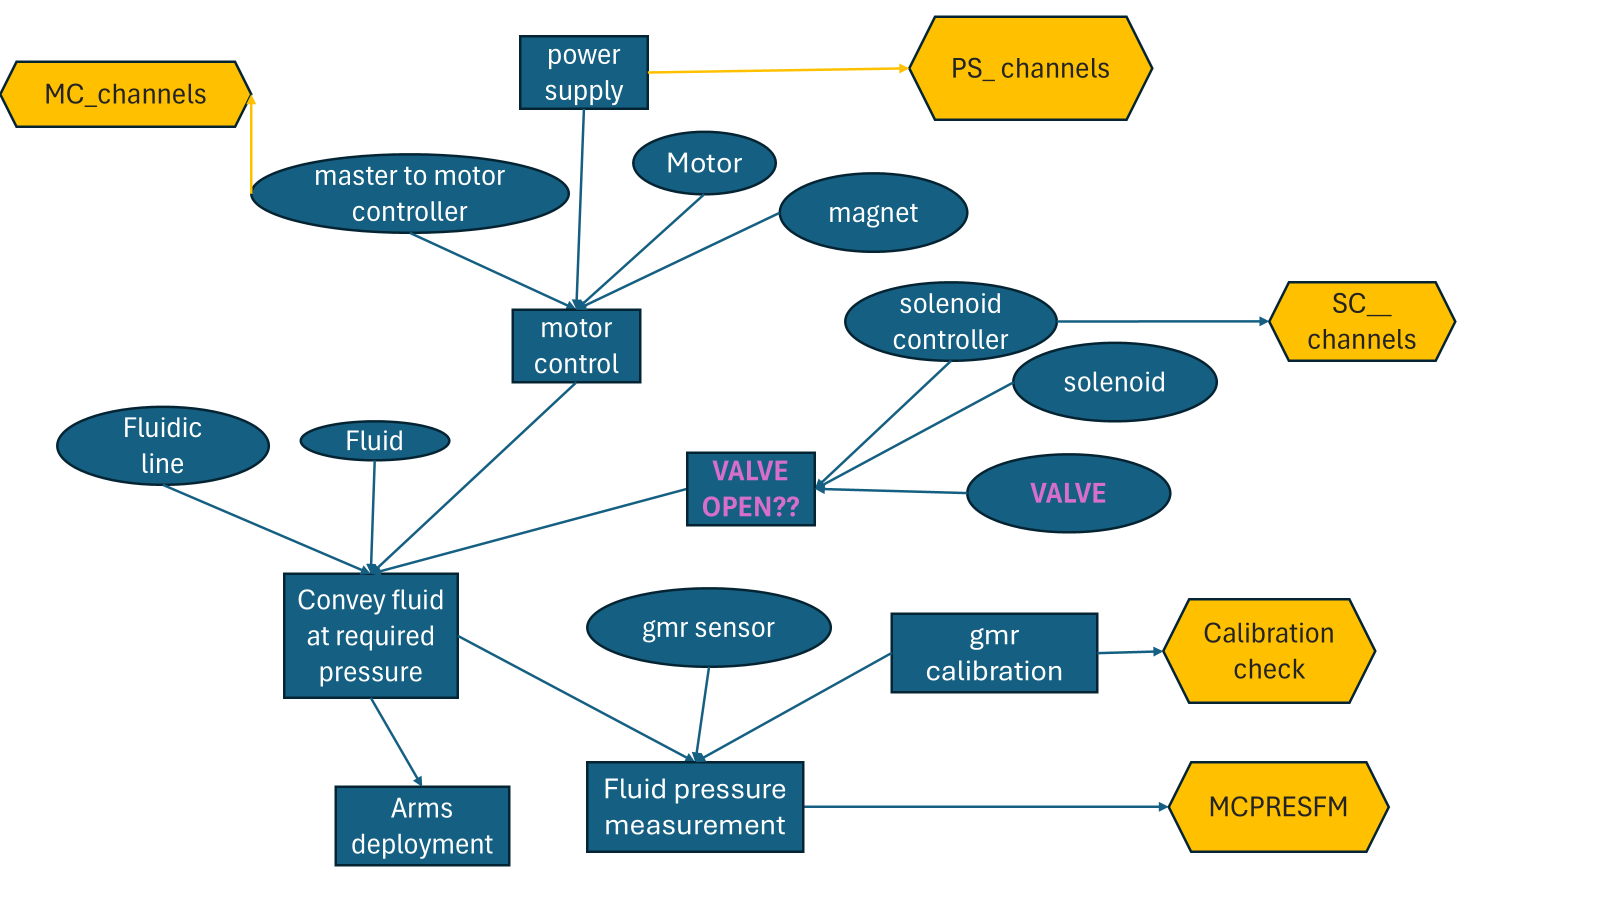 power
supply
PS_ channels
MC_channels
Motor
master to motor
controller
magnet
solenoid
controller
SC__
channels
motor
control
solenoid
Fluidic
line
Fluid
VALVE
OPEN??
VALVE
Convey fluid
at required
pressure
gmr sensor
gmr
calibration
Calibration
check
Arms
deployment
Fluid pressure
measurement
MCPRESFM